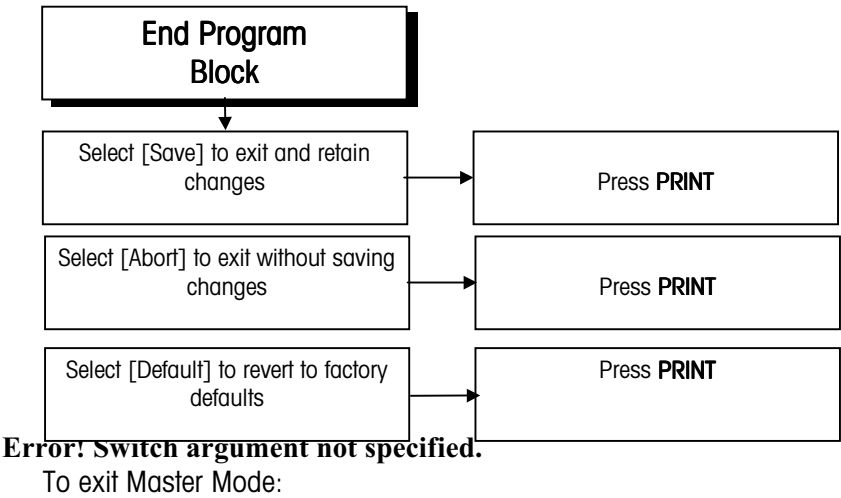 End Program
Block
Select [Save] to exit and retain
changes
Press PRINT
Select [Abort] to exit without saving
changes
Press PRINT
Select [Default] to revert to factory
defaults
Press PRINT
Error! Switch argument not specified.
To exit Master Mode: